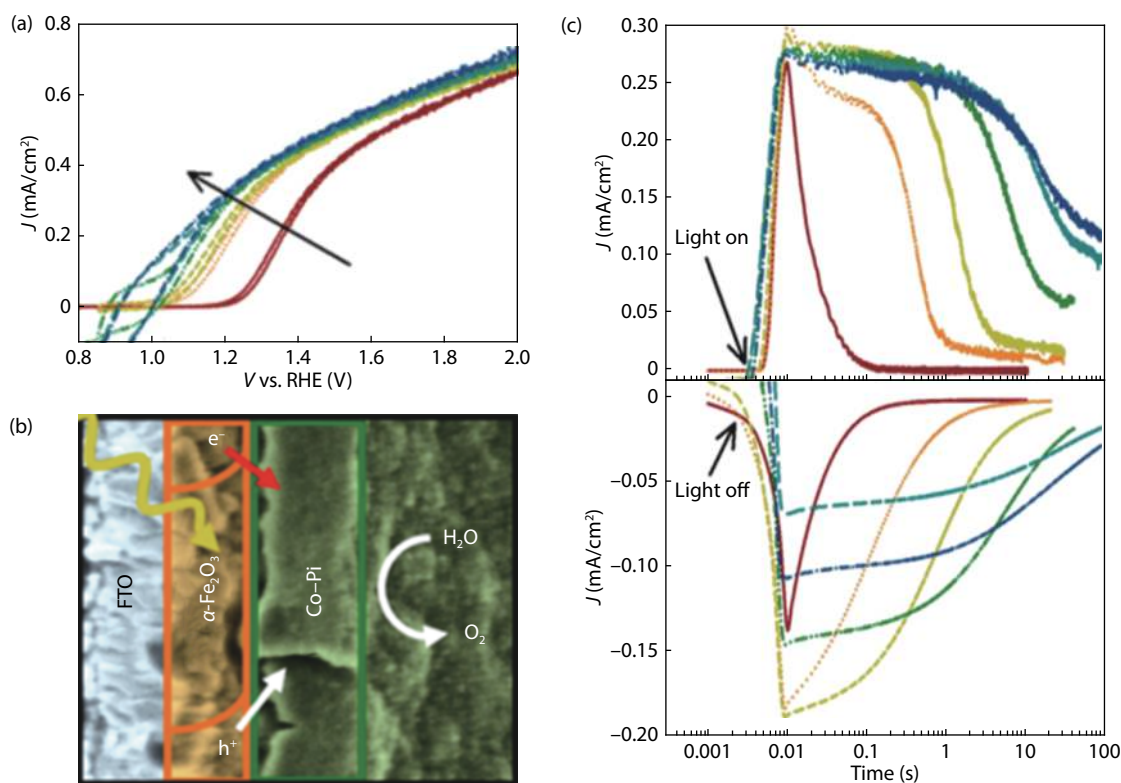 (a)
0.8
0.6
0.4
0.2
0
J (mA/cm²)
0.8 1.0 1.2 1.4 1.6 1.8 2.0
V vs. RHE (V)
(b)
e⁻
FTO
α-Fe₂O₃
Co–Pi
h⁺
H₂O
O₂
(c)
0.30
0.25
0.20
0.15
0.10
0.05
0
J (mA/cm²)
Light on
0
−0.05
−0.10
−0.15
−0.20
J (mA/cm²)
Light off
0.001 0.01 0.1 1 10 100
Time (s)